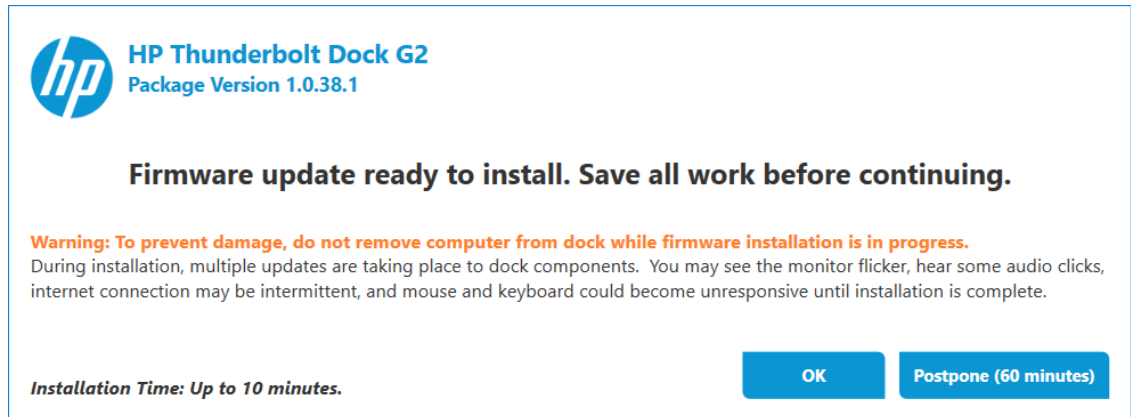 hp
HP Thunderbolt Dock G2
Package Version 1.0.38.1
Firmware update ready to install. Save all work before continuing.
Warning: To prevent damage, do not remove computer from dock while firmware installation is in progress.
During installation, multiple updates are taking place to dock components.  You may see the monitor flicker, hear some audio clicks,
internet connection may be intermittent, and mouse and keyboard could become unresponsive until installation is complete.
Installation Time: Up to 10 minutes.
OK
Postpone (60 minutes)